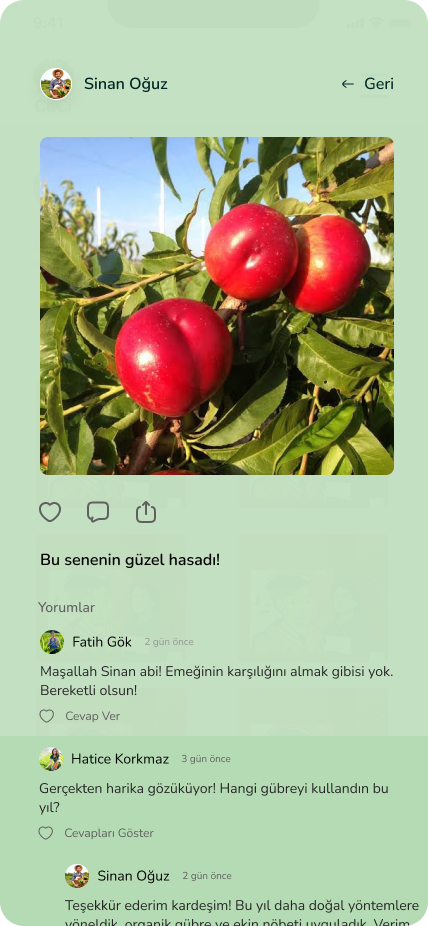 9:41
Sinan Oğuz
← Geri
Bu senenin güzel hasadı!
Yorumlar
Fatih Gök 2 gün önce
Maşallah Sinan abi! Emeğinin karşılığını almak gibisi yok.
Bereketli olsun!
Cevap Ver
Hatice Korkmaz 3 gün önce
Gerçekten harika gözüküyor! Hangi gübreyi kullandın bu
yıl?
Cevapları Göster
Sinan Oğuz 2 gün önce
Teşekkür ederim kardeşim! Bu yıl daha doğal yöntemlere
yöneldik, organik gübre ve ekin nöbeti uyguladık. Verim